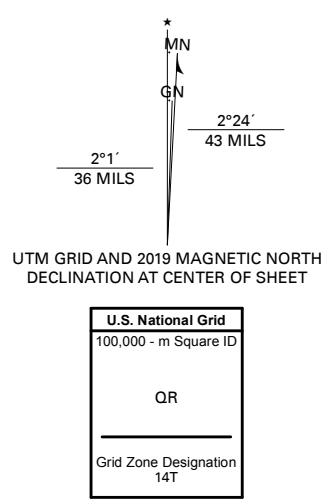 ★
MN
GN
2°24´
43 MILS
2°1´
36 MILS
UTM GRID AND 2019 MAGNETIC NORTH
DECLINATION AT CENTER OF SHEET
U.S. National Grid
100,000 - m Square ID
QR
Grid Zone Designation
14T